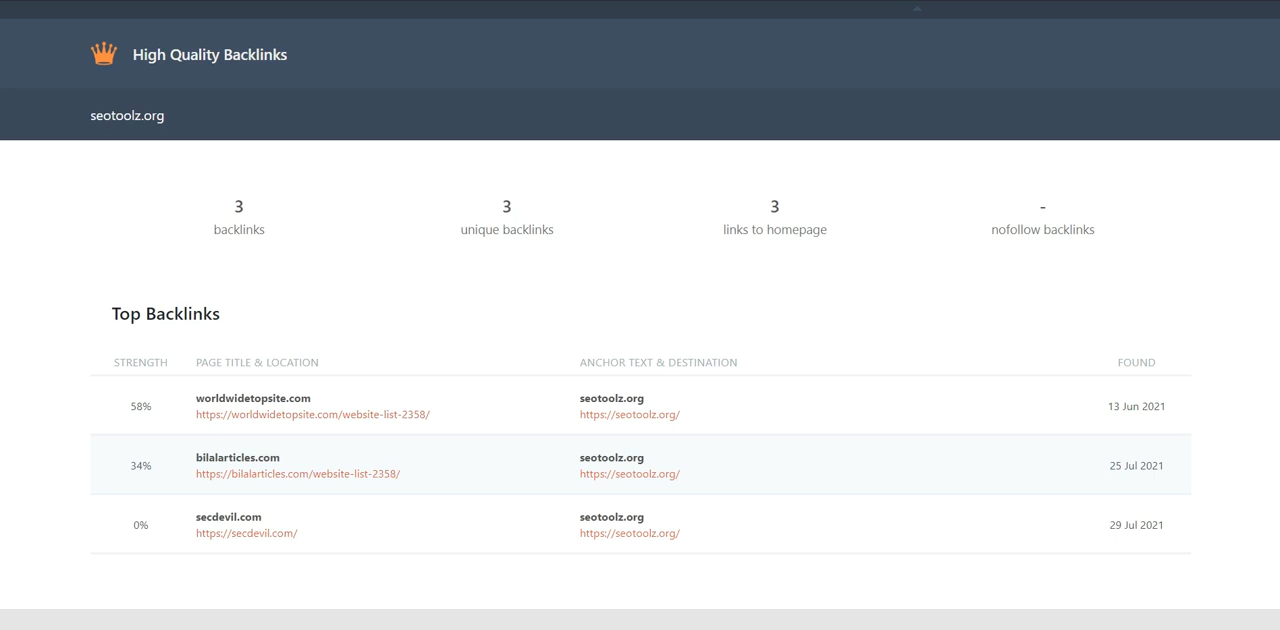 High Quality Backlinks
seotoolz.org
3 3 3 -
backlinks unique backlinks links to homepage nofollow backlinks
Top Backlinks
STRENGTH PAGE TITLE & LOCATION ANCHOR TEXT & DESTINATION FOUND
58% worldwidetopsite.com seotoolz.org 13 Jun 2021
https://worldwidetopsite.com/website-list-2358/ https://seotoolz.org/
34% bilalarticles.com seotoolz.org 25 Jul 2021
https://bilalarticles.com/website-list-2358/ https://seotoolz.org/
0% secdevil.com seotoolz.org 29 Jul 2021
https://secdevil.com/ https://seotoolz.org/